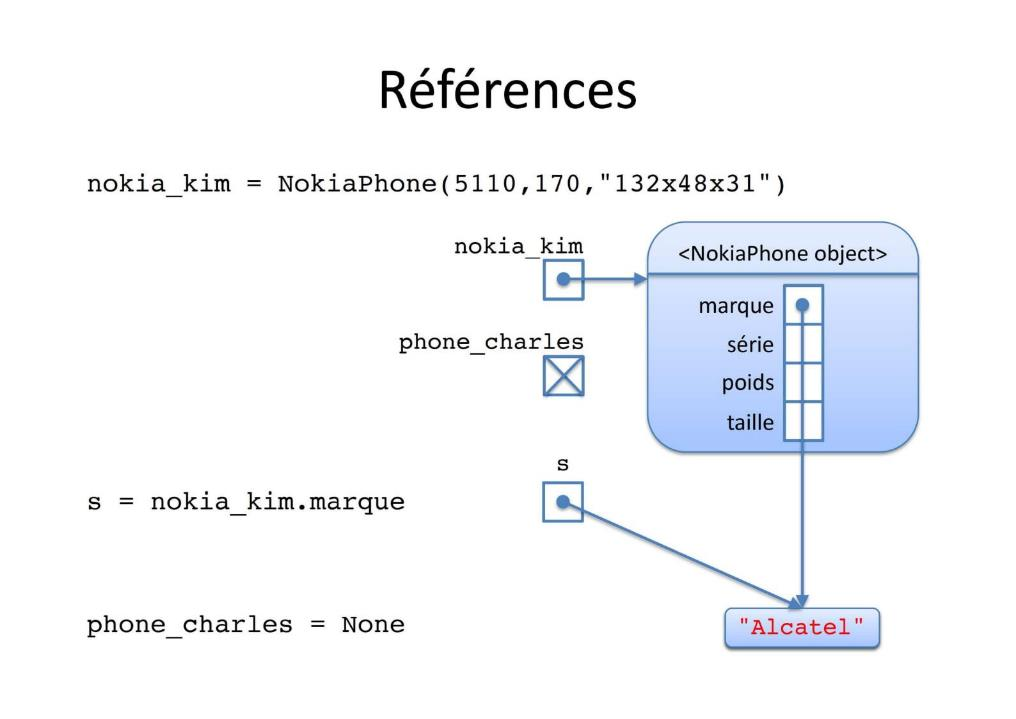 Références
nokia_kim = NokiaPhone(5110,170,"132x48x31")
nokia_kim
<NokiaPhone object>
marque
phone_charles
série
poids
taille
s
s = nokia_kim.marque
phone_charles = None
"Alcatel"